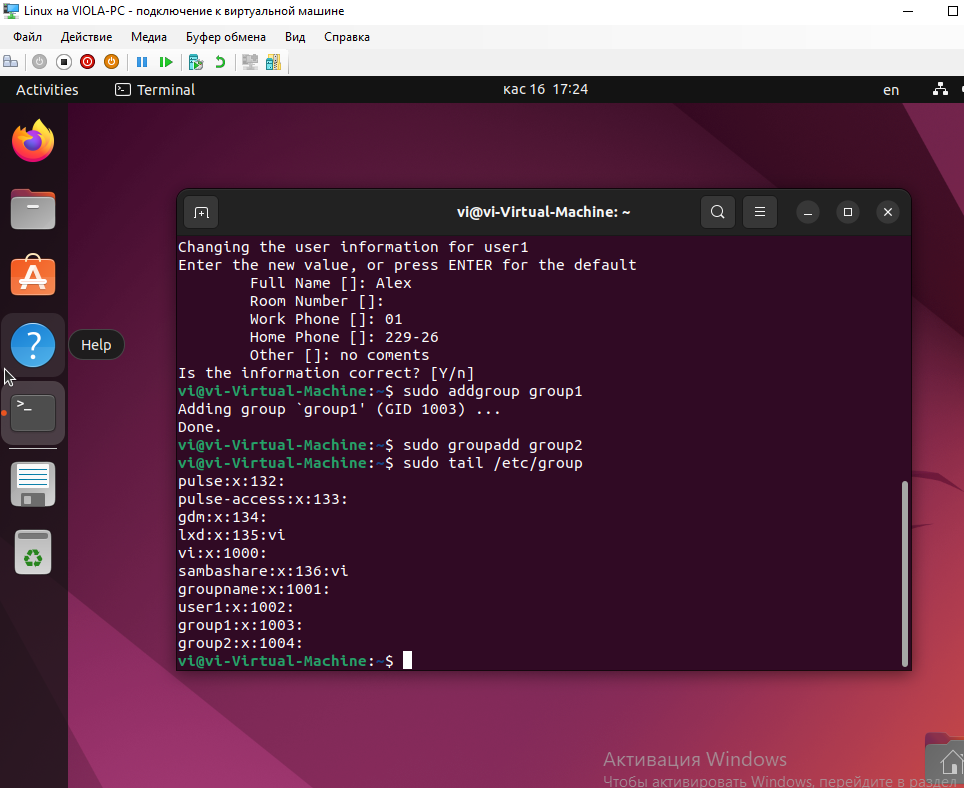 Linux на VIOLA-PC - подключение к виртуальной машине
Файл Действие Медиа Буфер обмена Вид Справка
Activities Terminal кас 16 17:24 en
vi@vi-Virtual-Machine: ~
Changing the user information for user1
Enter the new value, or press ENTER for the default
Full Name []: Alex
Room Number []:
Work Phone []: 01
Home Phone []: 229-26
Other []: no coments
Is the information correct? [Y/n]
vi@vi-Virtual-Machine:~$ sudo addgroup group1
Adding group `group1' (GID 1003) ...
Done.
vi@vi-Virtual-Machine:~$ sudo groupadd group2
vi@vi-Virtual-Machine:~$ sudo tail /etc/group
pulse:x:132:
pulse-access:x:133:
gdm:x:134:
lxd:x:135:vi
vi:x:1000:
sambashare:x:136:vi
groupname:x:1001:
user1:x:1002:
group1:x:1003:
group2:x:1004:
vi@vi-Virtual-Machine:~$
Help
Активация Windows
Чтобы активировать Windows, перейдите в раздел